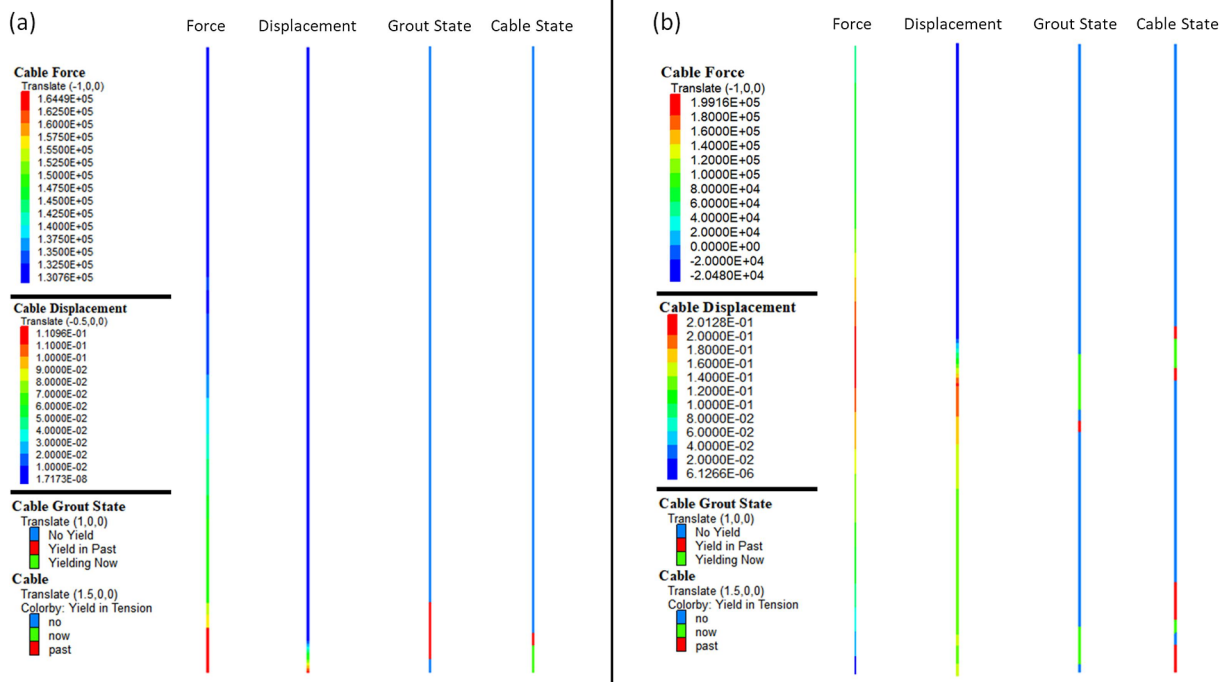 (a)
Force Displacement Grout State Cable State
Cable Force
Translate (-1,0,0)
1.6449E+05
1.6250E+05
1.6000E+05
1.5750E+05
1.5500E+05
1.5250E+05
1.5000E+05
1.4750E+05
1.4500E+05
1.4250E+05
1.4000E+05
1.3750E+05
1.3500E+05
1.3250E+05
1.3076E+05
Cable Displacement
Translate (-0.5,0,0)
1.1096E-01
1.1000E-01
1.0000E-01
9.0000E-02
8.0000E-02
7.0000E-02
6.0000E-02
5.0000E-02
4.0000E-02
3.0000E-02
2.0000E-02
1.0000E-02
1.7173E-08
Cable Grout State
Translate (1,0,0)
No Yield
Yield in Past
Yielding Now
Cable
Translate (1.5,0,0)
Colorby: Yield in Tension
no
now
past
(b)
Force Displacement Grout State Cable State
Cable Force
Translate (-1,0,0)
1.9916E+05
1.8000E+05
1.6000E+05
1.4000E+05
1.2000E+05
1.0000E+05
8.0000E+04
6.0000E+04
4.0000E+04
2.0000E+04
0.0000E+00
-2.0000E+04
-2.0480E+04
Cable Displacement
2.0128E-01
2.0000E-01
1.8000E-01
1.6000E-01
1.4000E-01
1.2000E-01
1.0000E-01
8.0000E-02
6.0000E-02
4.0000E-02
2.0000E-02
6.1266E-06
Cable Grout State
Translate (1,0,0)
No Yield
Yield in Past
Yielding Now
Cable
Translate (1.5,0,0)
Colorby: Yield in Tension
no
now
past